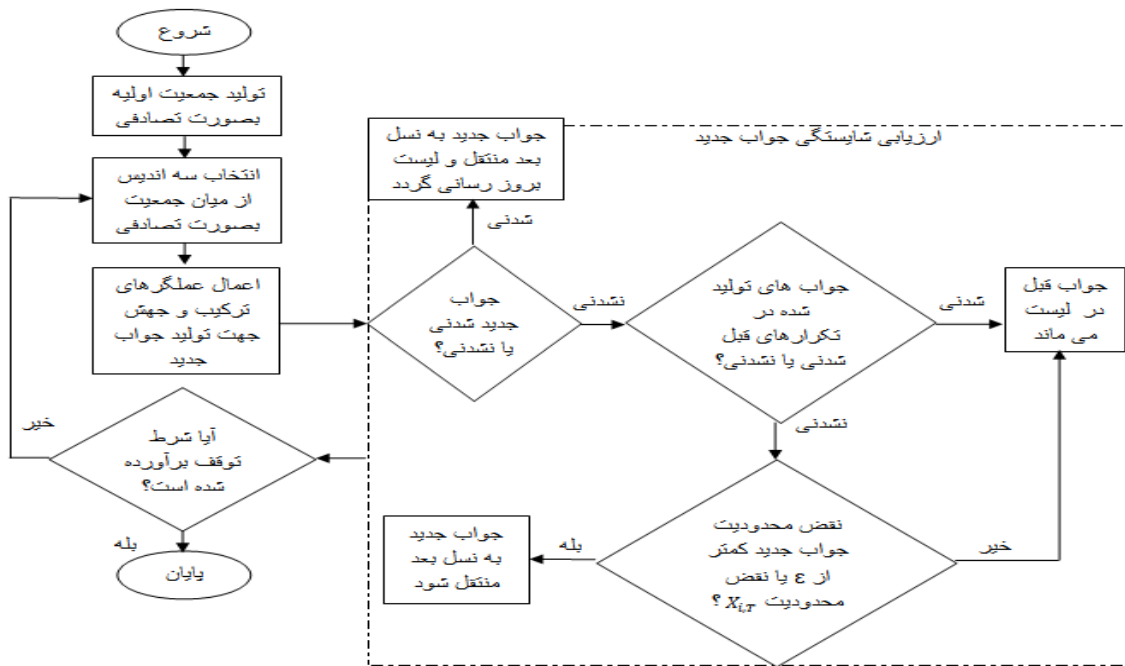 شروع
تولید جمعیت اولیه
بصورت تصادفی
انتخاب سه اندیس
از میان جمعیت
بصورت تصادفی
اعمال عملگرهای
ترکیب و جهش
جهت تولید جواب
جدید
ارزیابی شایستگی جواب جدید
جواب
جدید شدنی
یا نشدنی؟
شدنی
جواب جدید به نسل
بعد منتقل و لیست
بروز رسانی گردد
نشدنی
جواب های تولید
شده در
تکرارهای قبل
شدنی یا نشدنی؟
شدنی
جواب قبل
در لیست
می ماند
نشدنی
نقض محدودیت
جواب جدید کمتر
از ε یا نقض
محدودیت X_{i,T} ؟
خیر
بله
جواب جدید
به نسل بعد
منتقل شود
آیا شرط
توقف برآورده
شده است؟
خیر
بله
پایان